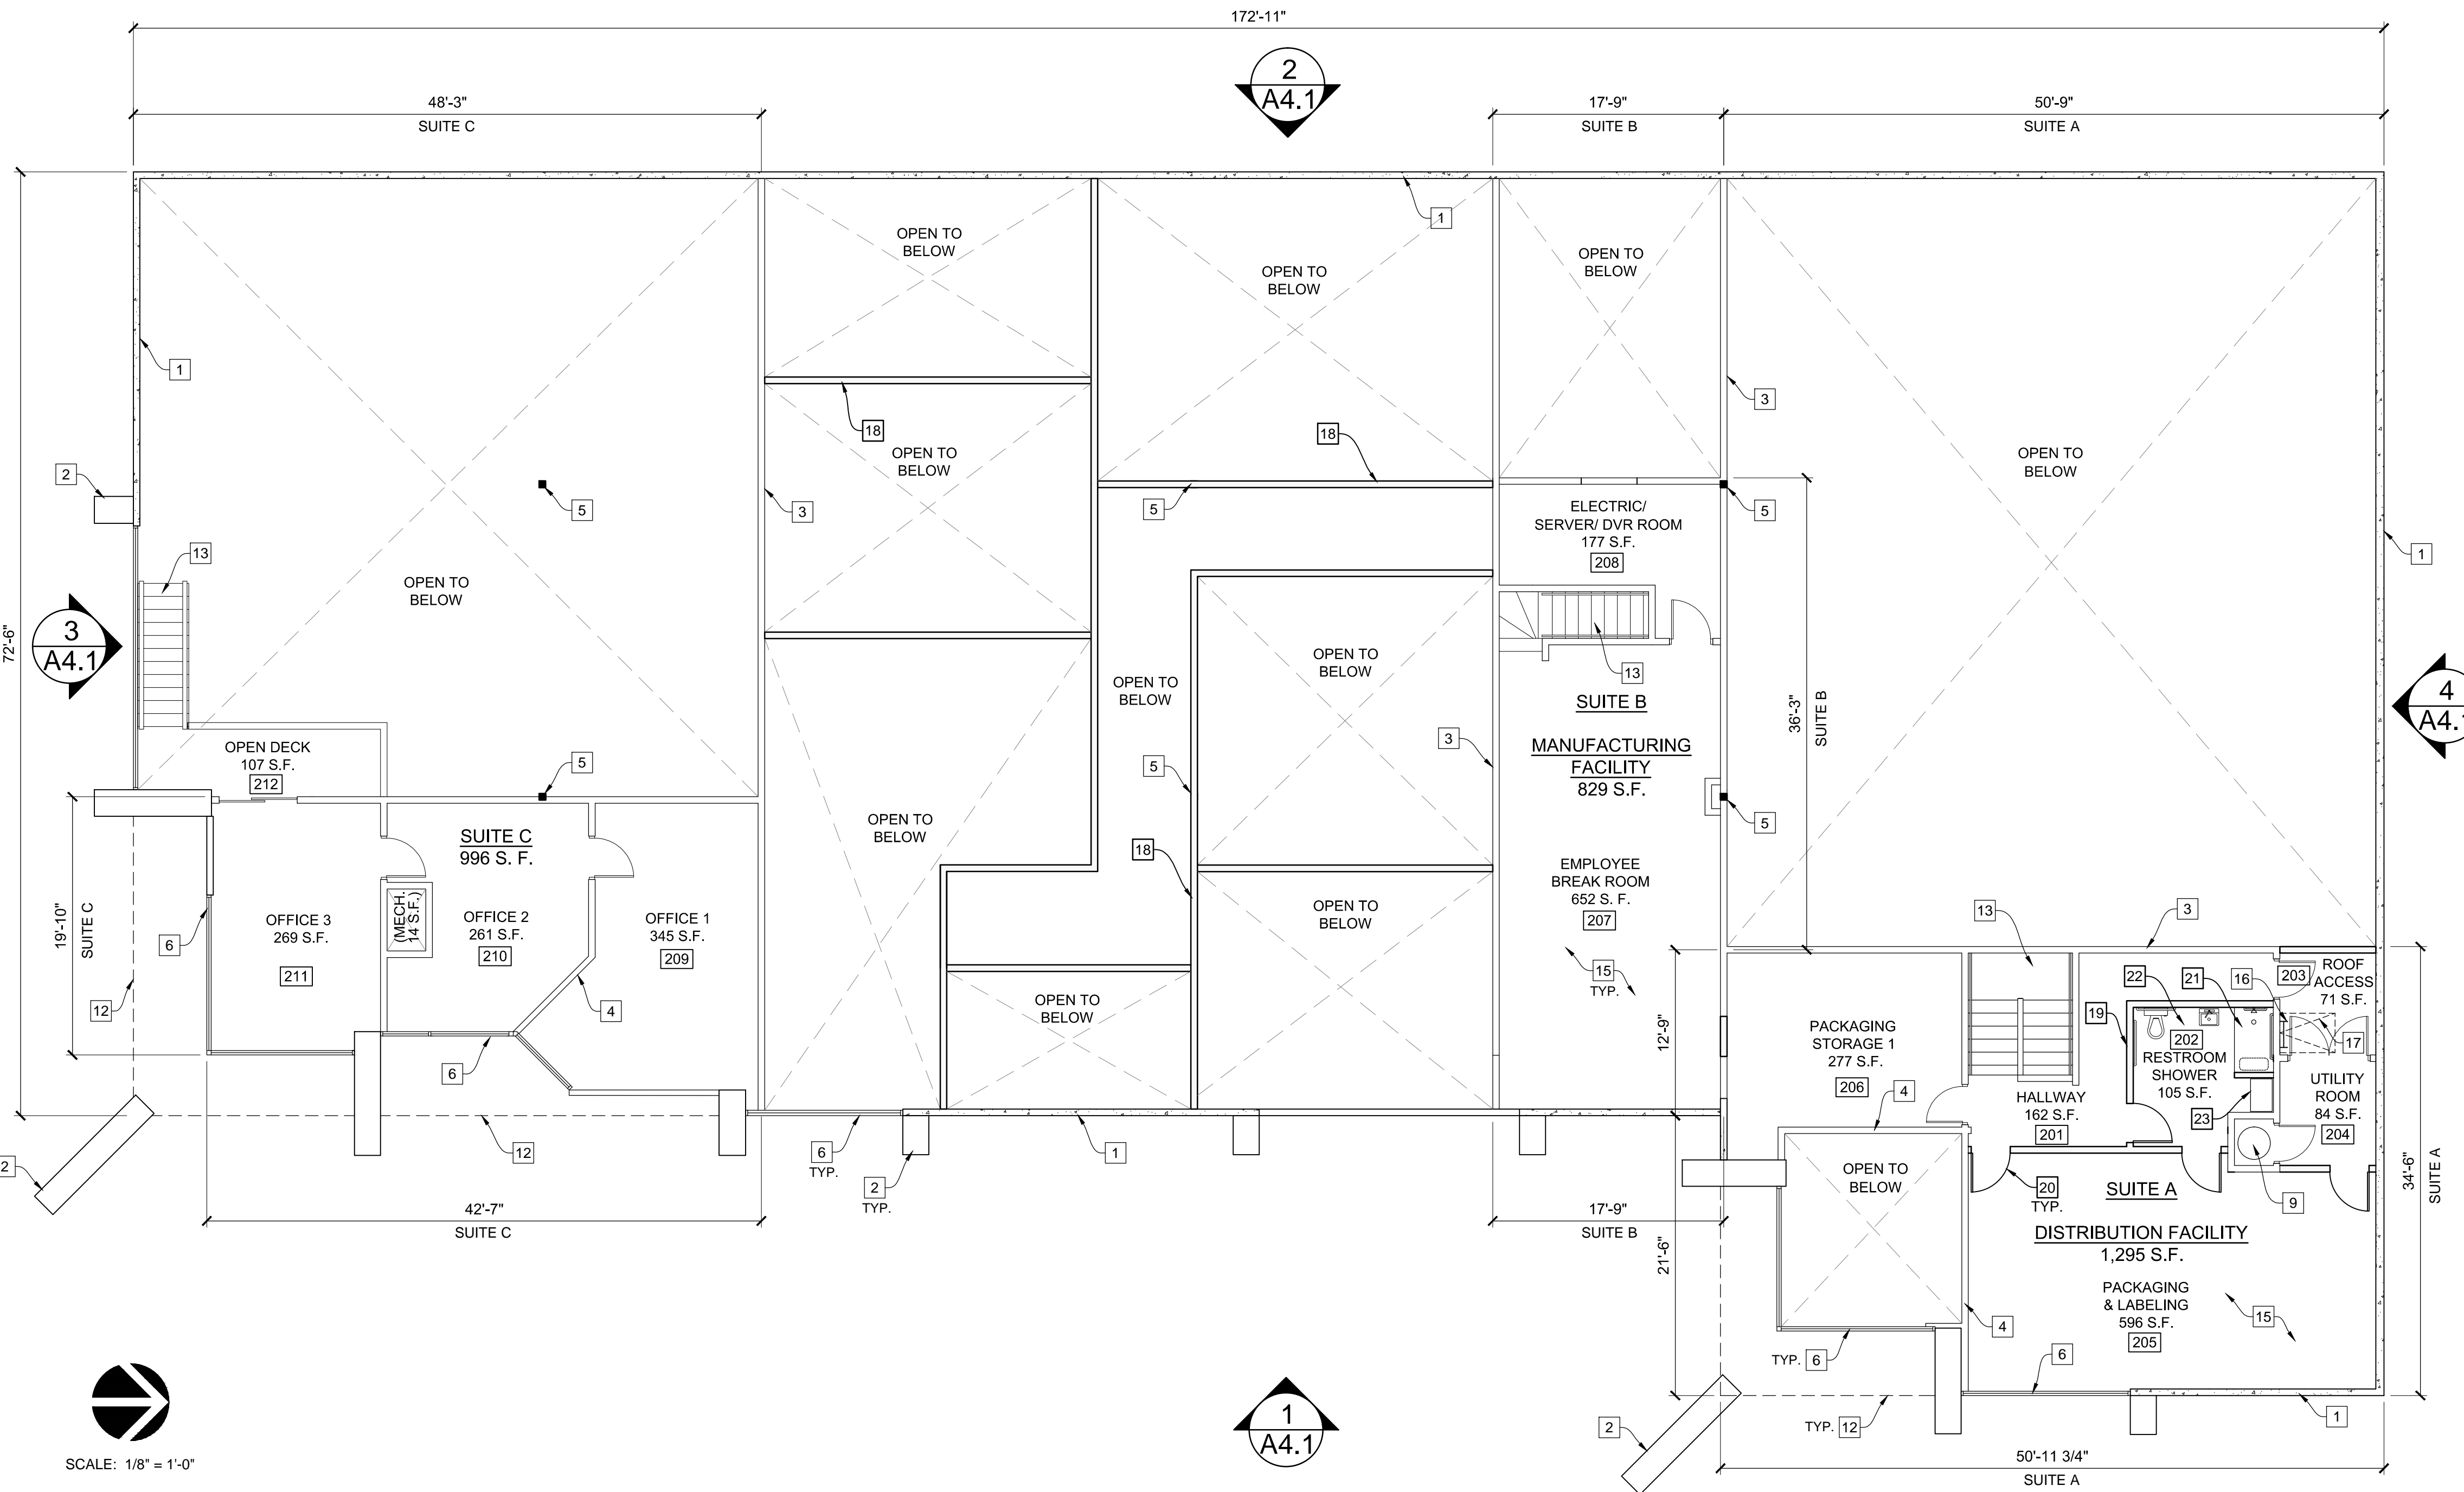 172'-11"
48'-3"
SUITE C
2
A4.1
17'-9"
SUITE B
50'-9"
SUITE A
1
OPEN TO
BELOW
OPEN TO
BELOW
OPEN TO
BELOW
1
3
18
18
OPEN TO
BELOW
OPEN TO
BELOW
2
5
3
5
ELECTRIC/
SERVER/ DVR ROOM
177 S.F.
208
5
1
13
OPEN TO
BELOW
72'-6"
3
A4.1
OPEN TO
BELOW
OPEN TO
BELOW
13
SUITE B
36'-3"
SUITE B
4
OPEN DECK
107 S.F.
212
5
5
3
MANUFACTURING
FACILITY
829 S.F.
5
SUITE C
996 S. F.
OPEN TO
BELOW
18
EMPLOYEE
BREAK ROOM
652 S. F.
207
19'-10"
SUITE C
6
OFFICE 3
269 S.F.
211
(MECH.
14 S.F.)
OFFICE 2
261 S.F.
210
OFFICE 1
345 S.F.
209
OPEN TO
BELOW
13
3
15
TYP.
12
4
OPEN TO
BELOW
22
21
16
203
ROOF
ACCESS
71 S.F.
19
17
12'-9"
PACKAGING
STORAGE 1
277 S.F.
206
202
RESTROOM
SHOWER
105 S.F.
6
4
HALLWAY
162 S.F.
201
23
UTILITY
ROOM
84 S.F.
204
2
12
6
TYP.
2
TYP.
1
OPEN TO
BELOW
20
TYP.
SUITE A
9
34'-6"
SUITE A
42'-7"
SUITE C
17'-9"
SUITE B
21'-6"
DISTRIBUTION FACILITY
1,295 S.F.
PACKAGING
& LABELING
596 S.F.
205
15
4
TYP. 6
6
1
A4.1
2
TYP. 12
1
SCALE: 1/8" = 1'-0"
50'-11 3/4"
SUITE A